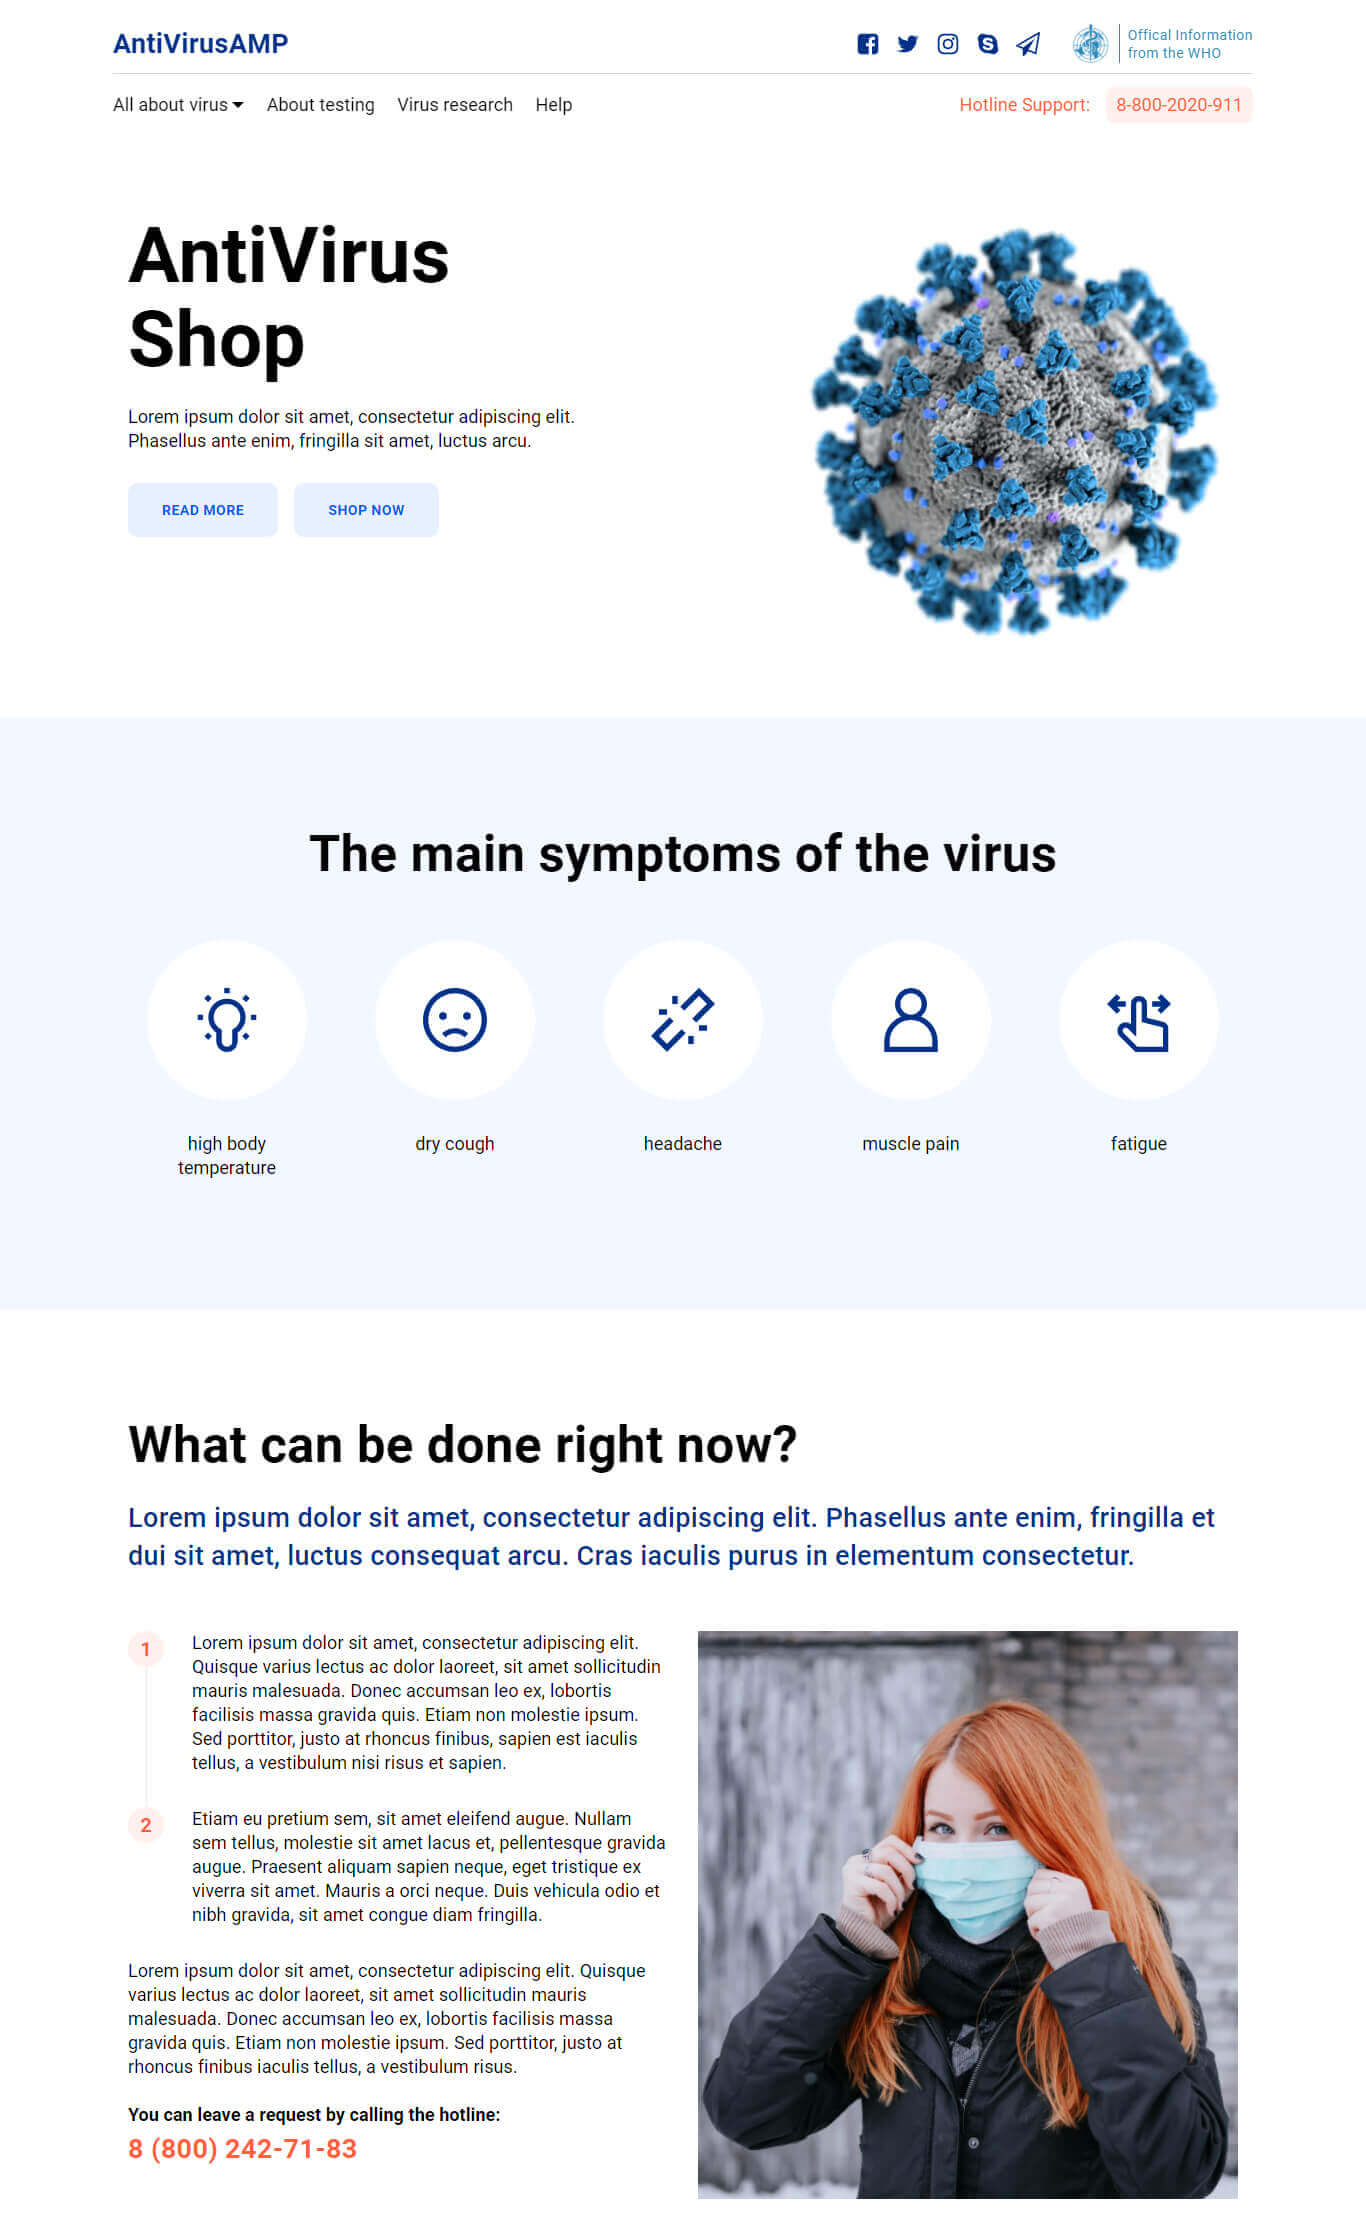 AntiVirusAMP
Offical Information
from the WHO
All about virus
About testing
Virus research
Help
Hotline Support:
8-800-2020-911
AntiVirus
Shop
Lorem ipsum dolor sit amet, consectetur adipiscing elit.
Phasellus ante enim, fringilla sit amet, luctus arcu.
READ MORE
SHOP NOW
The main symptoms of the virus
high body
temperature
dry cough
headache
muscle pain
fatigue
What can be done right now?
Lorem ipsum dolor sit amet, consectetur adipiscing elit. Phasellus ante enim, fringilla et
dui sit amet, luctus consequat arcu. Cras iaculis purus in elementum consectetur.
1
Lorem ipsum dolor sit amet, consectetur adipiscing elit.
Quisque varius lectus ac dolor laoreet, sit amet sollicitudin
mauris malesuada. Donec accumsan leo ex, lobortis
facilisis massa gravida quis. Etiam non molestie ipsum.
Sed porttitor, justo at rhoncus finibus, sapien est iaculis
tellus, a vestibulum nisi risus et sapien.
2
Etiam eu pretium sem, sit amet eleifend augue. Nullam
sem tellus, molestie sit amet lacus et, pellentesque gravida
augue. Praesent aliquam sapien neque, eget tristique ex
viverra sit amet. Mauris a orci neque. Duis vehicula odio et
nibh gravida, sit amet congue diam fringilla.
Lorem ipsum dolor sit amet, consectetur adipiscing elit. Quisque
varius lectus ac dolor laoreet, sit amet sollicitudin mauris
malesuada. Donec accumsan leo ex, lobortis facilisis massa
gravida quis. Etiam non molestie ipsum. Sed porttitor, justo at
rhoncus finibus iaculis tellus, a vestibulum risus.
You can leave a request by calling the hotline:
8 (800) 242-71-83